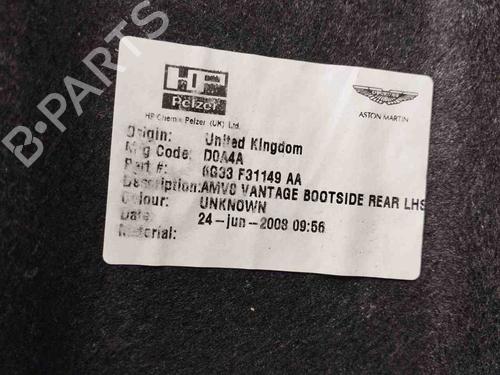 HP
Pelzer
HP Chemie Pelzer (UK) Ltd.
ASTON MARTIN
Origin: United Kingdom
Mfg Code: D0A4A
Part #: 6G33 F31149 AA
Description: AMV8 VANTAGE BOOTSIDE REAR LHS
Colour: UNKNOWN
Date: 24-jun-2008 09:56
Material:
B-PARTS